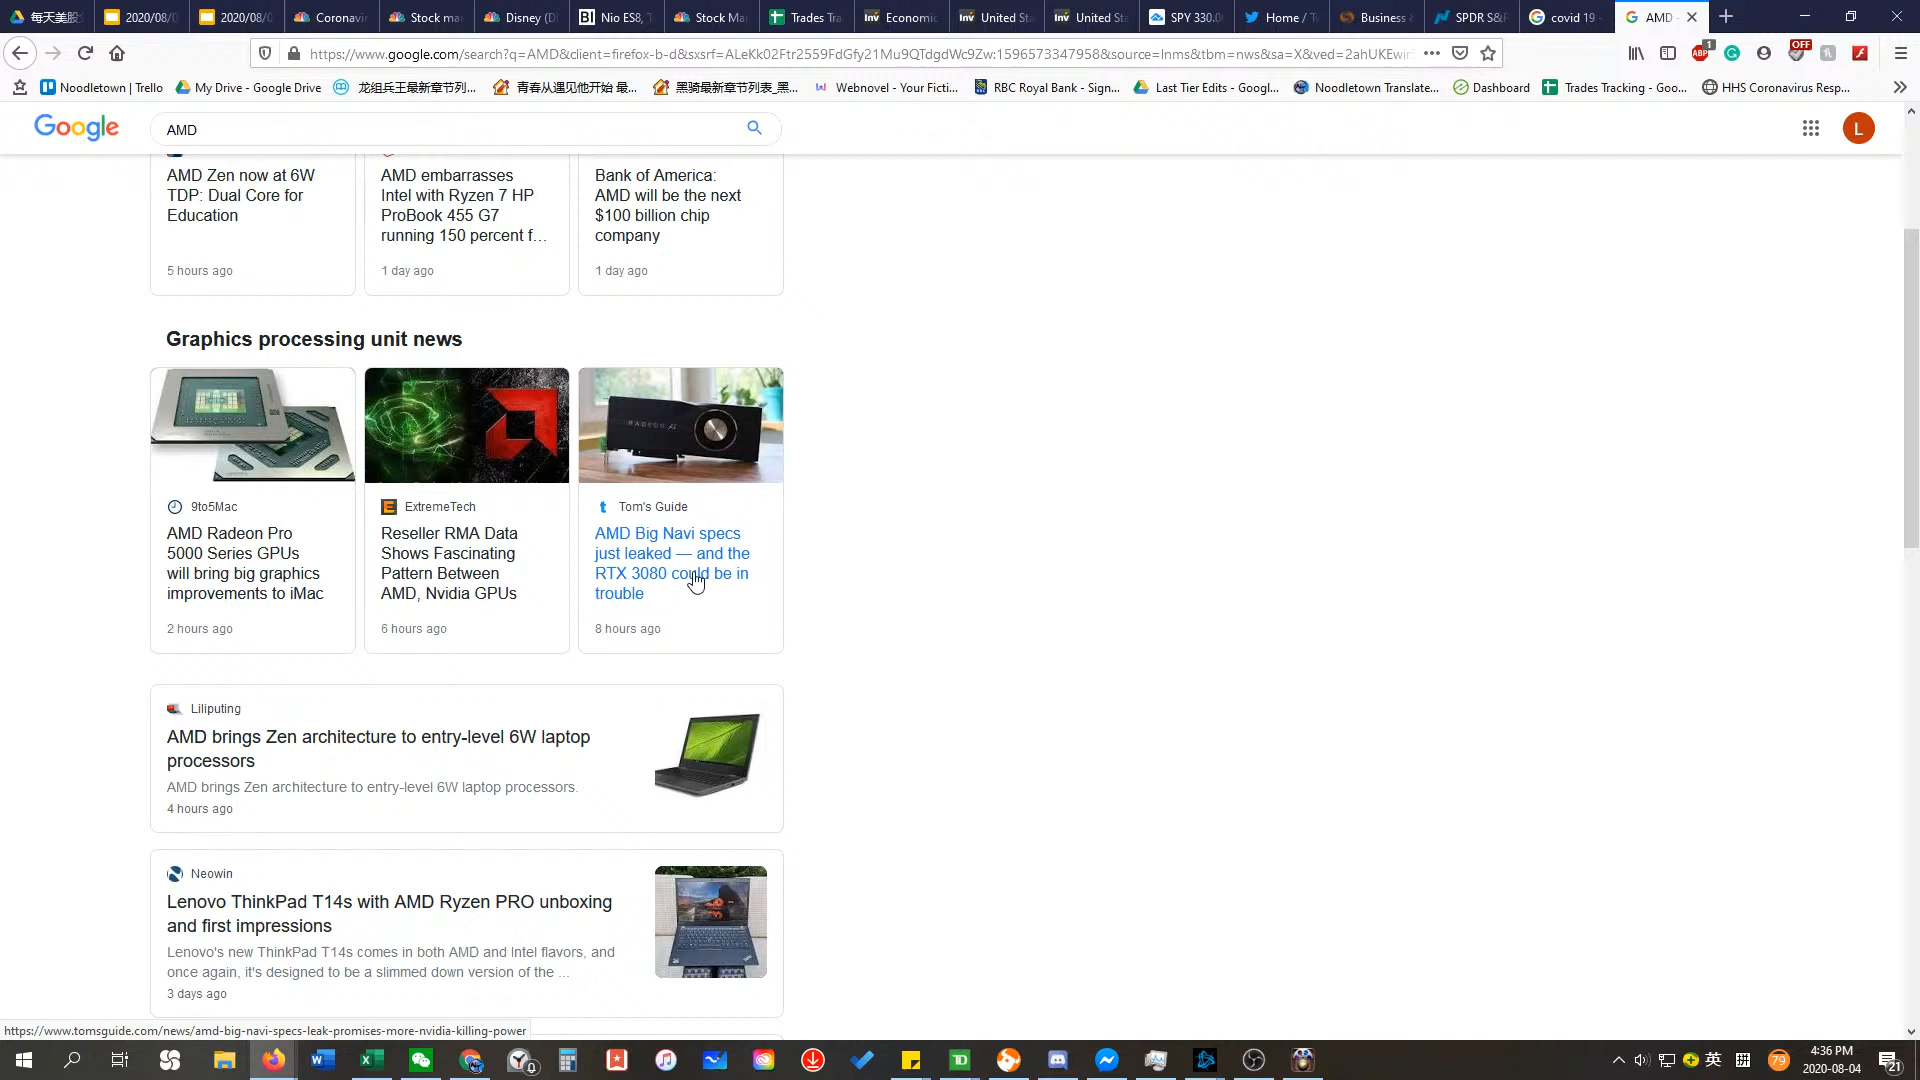 每天美股
2020/08/0
2020/08/0
Coronavir
Stock mar
Disney (D
Nio ES8,
Stock Ma
Trades Tra
Economic
United Sta
United Sta
SPY 330.0
Home / Tw
Business
SPDR S&P
covid 19 -
AMD -
https://www.google.com/search?q=AMD&client=firefox-b-d&sxsrf=ALeKk02Ftr2559FdGfy21Mu9QTdgdWc9Zw:1596573347958&source=lnms&tbm=nws&sa=X&ved=2ahUKEwir
ABP
1
OFF
Noodletown | Trello
My Drive - Google Drive
龙组兵王最新章节列...
青春从遇见他开始 最...
黑骑最新章节列表_黑...
Webnovel - Your Ficti...
RBC Royal Bank - Sign...
Last Tier Edits - Googl...
Noodletown Translate...
Dashboard
Trades Tracking - Goo...
HHS Coronavirus Resp...
Google
AMD
L
AMD Zen now at 6W
TDP: Dual Core for
Education
5 hours ago
AMD embarrasses
Intel with Ryzen 7 HP
ProBook 455 G7
running 150 percent f...
1 day ago
Bank of America:
AMD will be the next
$100 billion chip
company
1 day ago
Graphics processing unit news
RADEON
9to5Mac
AMD Radeon Pro
5000 Series GPUs
will bring big graphics
improvements to iMac
2 hours ago
ExtremeTech
Reseller RMA Data
Shows Fascinating
Pattern Between
AMD, Nvidia GPUs
6 hours ago
Tom's Guide
AMD Big Navi specs
just leaked — and the
RTX 3080 could be in
trouble
8 hours ago
Liliputing
AMD brings Zen architecture to entry-level 6W laptop
processors
AMD brings Zen architecture to entry-level 6W laptop processors.
4 hours ago
Neowin
Lenovo ThinkPad T14s with AMD Ryzen PRO unboxing
and first impressions
Lenovo's new ThinkPad T14s comes in both AMD and Intel flavors, and
once again, it's designed to be a slimmed down version of the ...
3 days ago
https://www.tomsguide.com/news/amd-big-navi-specs-leak-promises-more-nvidia-killing-power
英
拼
79
4:36 PM
2020-08-04
21